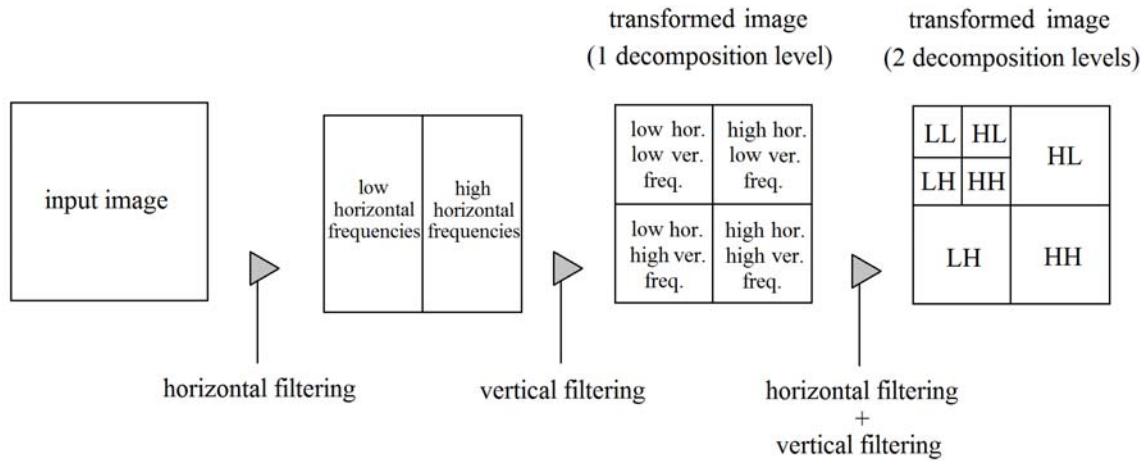 transformed image
(1 decomposition level)
transformed image
(2 decomposition levels)
input image
low
horizontal
frequencies
high
horizontal
frequencies
low hor.
low ver.
freq.
high hor.
low ver.
freq.
low hor.
high ver.
freq.
high hor.
high ver.
freq.
LL
HL
LH
HH
HL
LH
HH
horizontal filtering
vertical filtering
horizontal filtering
+
vertical filtering